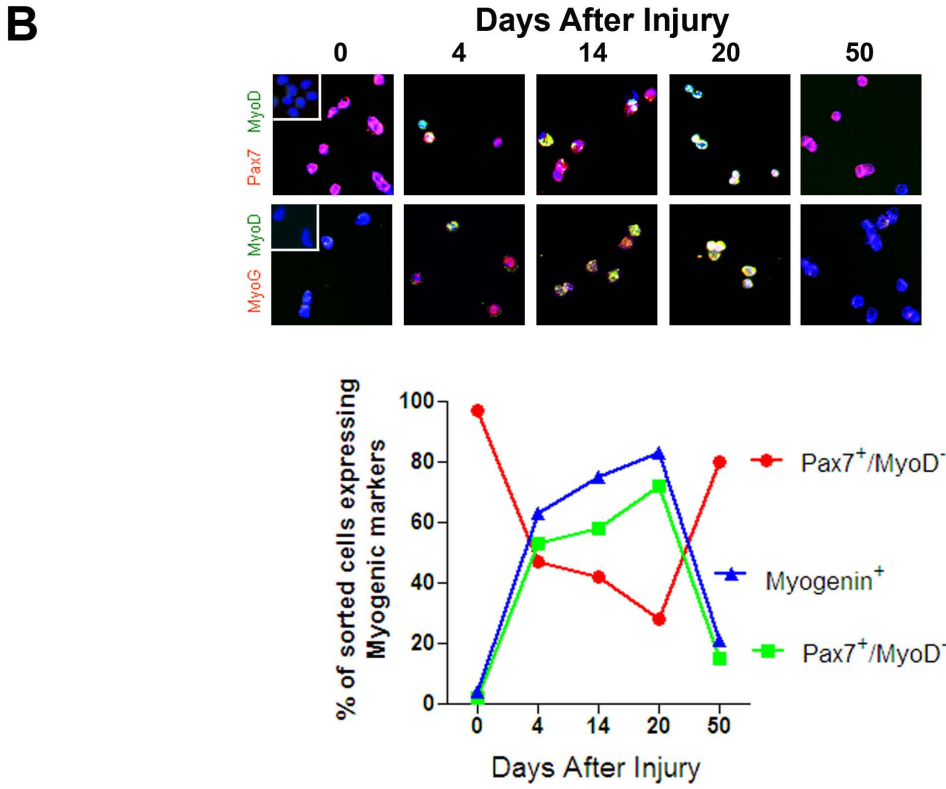 B
Days After Injury
0 4 14 20 50
Pax7 MyoD
MyoG MyoD
% of sorted cells expressing
Myogenic markers
100
80
60
40
20
0
0 4 14 20 50
Days After Injury
Pax7⁺/MyoD⁻
Myogenin⁺
Pax7⁺/MyoD⁻